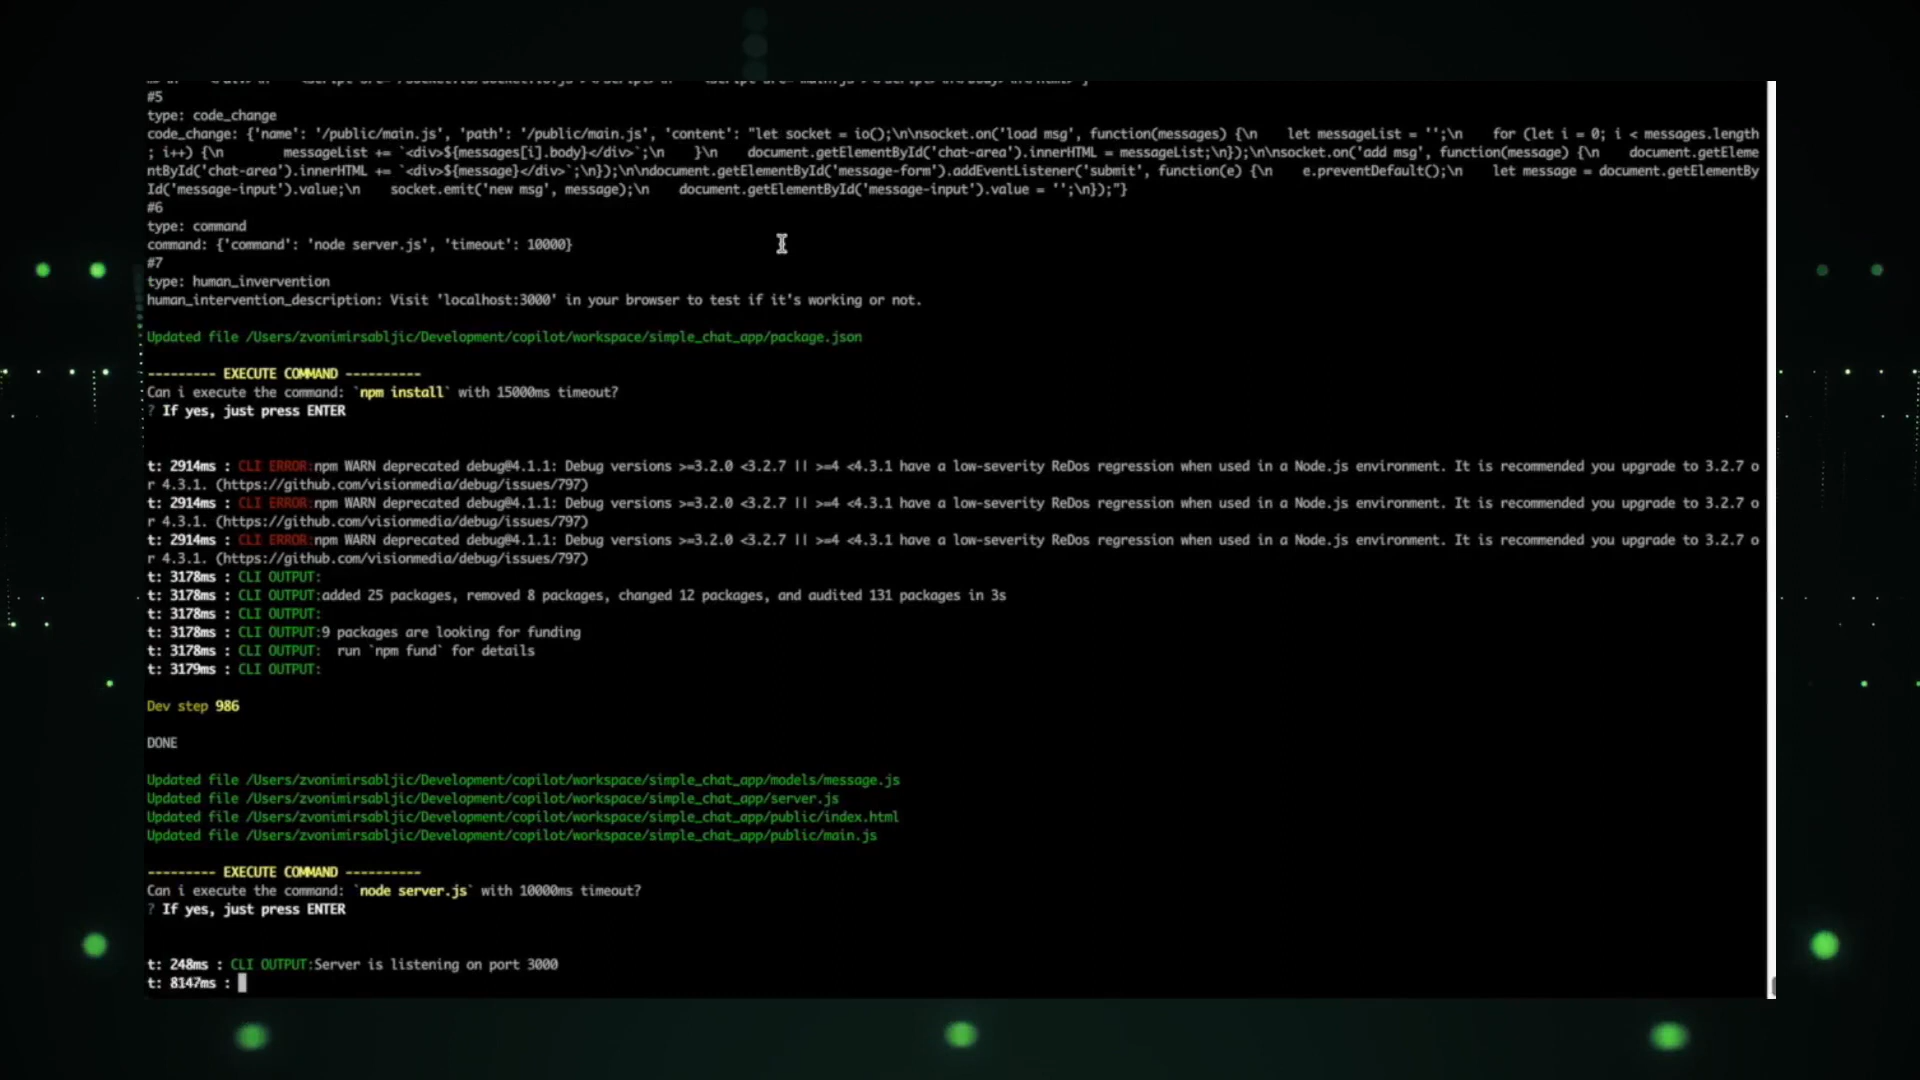 #5
type: code_change
code_change: {'name': '/public/main.js', 'path': '/public/main.js', 'content': "let socket = io();\n\nsocket.on('load msg', function(messages) {\n    let messageList = '';\n    for (let i = 0; i < messages.length
; i++) {\n        messageList += `<div>${messages[i].body}</div>`;\n    }\n    document.getElementById('chat-area').innerHTML = messageList;\n});\n\nsocket.on('add msg', function(message) {\n    document.getEleme
ntById('chat-area').innerHTML += `<div>${message}</div>`;\n});\n\ndocument.getElementById('message-form').addEventListener('submit', function(e) {\n    e.preventDefault();\n    let message = document.getElementBy
Id('message-input').value;\n    socket.emit('new msg', message);\n    document.getElementById('message-input').value = '';\n});"}
#6
type: command
command: {'command': 'node server.js', 'timeout': 10000}
#7
type: human_invervention
human_intervention_description: Visit 'localhost:3000' in your browser to test if it's working or not.
Updated file /Users/zvonimirsabljic/Development/copilot/workspace/simple_chat_app/package.json
--------- EXECUTE COMMAND ----------
Can i execute the command: `npm install` with 15000ms timeout?
? If yes, just press ENTER
t: 2914ms : CLI ERROR:npm WARN deprecated debug@4.1.1: Debug versions >=3.2.0 <3.2.7 || >=4 <4.3.1 have a low-severity ReDos regression when used in a Node.js environment. It is recommended you upgrade to 3.2.7 o
r 4.3.1. (https://github.com/visionmedia/debug/issues/797)
t: 2914ms : CLI ERROR:npm WARN deprecated debug@4.1.1: Debug versions >=3.2.0 <3.2.7 || >=4 <4.3.1 have a low-severity ReDos regression when used in a Node.js environment. It is recommended you upgrade to 3.2.7 o
r 4.3.1. (https://github.com/visionmedia/debug/issues/797)
t: 2914ms : CLI ERROR:npm WARN deprecated debug@4.1.1: Debug versions >=3.2.0 <3.2.7 || >=4 <4.3.1 have a low-severity ReDos regression when used in a Node.js environment. It is recommended you upgrade to 3.2.7 o
r 4.3.1. (https://github.com/visionmedia/debug/issues/797)
t: 3178ms : CLI OUTPUT:
t: 3178ms : CLI OUTPUT:added 25 packages, removed 8 packages, changed 12 packages, and audited 131 packages in 3s
t: 3178ms : CLI OUTPUT:
t: 3178ms : CLI OUTPUT:9 packages are looking for funding
t: 3178ms : CLI OUTPUT:  run `npm fund` for details
t: 3179ms : CLI OUTPUT:
Dev step 986
DONE
Updated file /Users/zvonimirsabljic/Development/copilot/workspace/simple_chat_app/models/message.js
Updated file /Users/zvonimirsabljic/Development/copilot/workspace/simple_chat_app/server.js
Updated file /Users/zvonimirsabljic/Development/copilot/workspace/simple_chat_app/public/index.html
Updated file /Users/zvonimirsabljic/Development/copilot/workspace/simple_chat_app/public/main.js
--------- EXECUTE COMMAND ----------
Can i execute the command: `node server.js` with 10000ms timeout?
? If yes, just press ENTER
t: 248ms : CLI OUTPUT:Server is listening on port 3000
t: 8147ms :